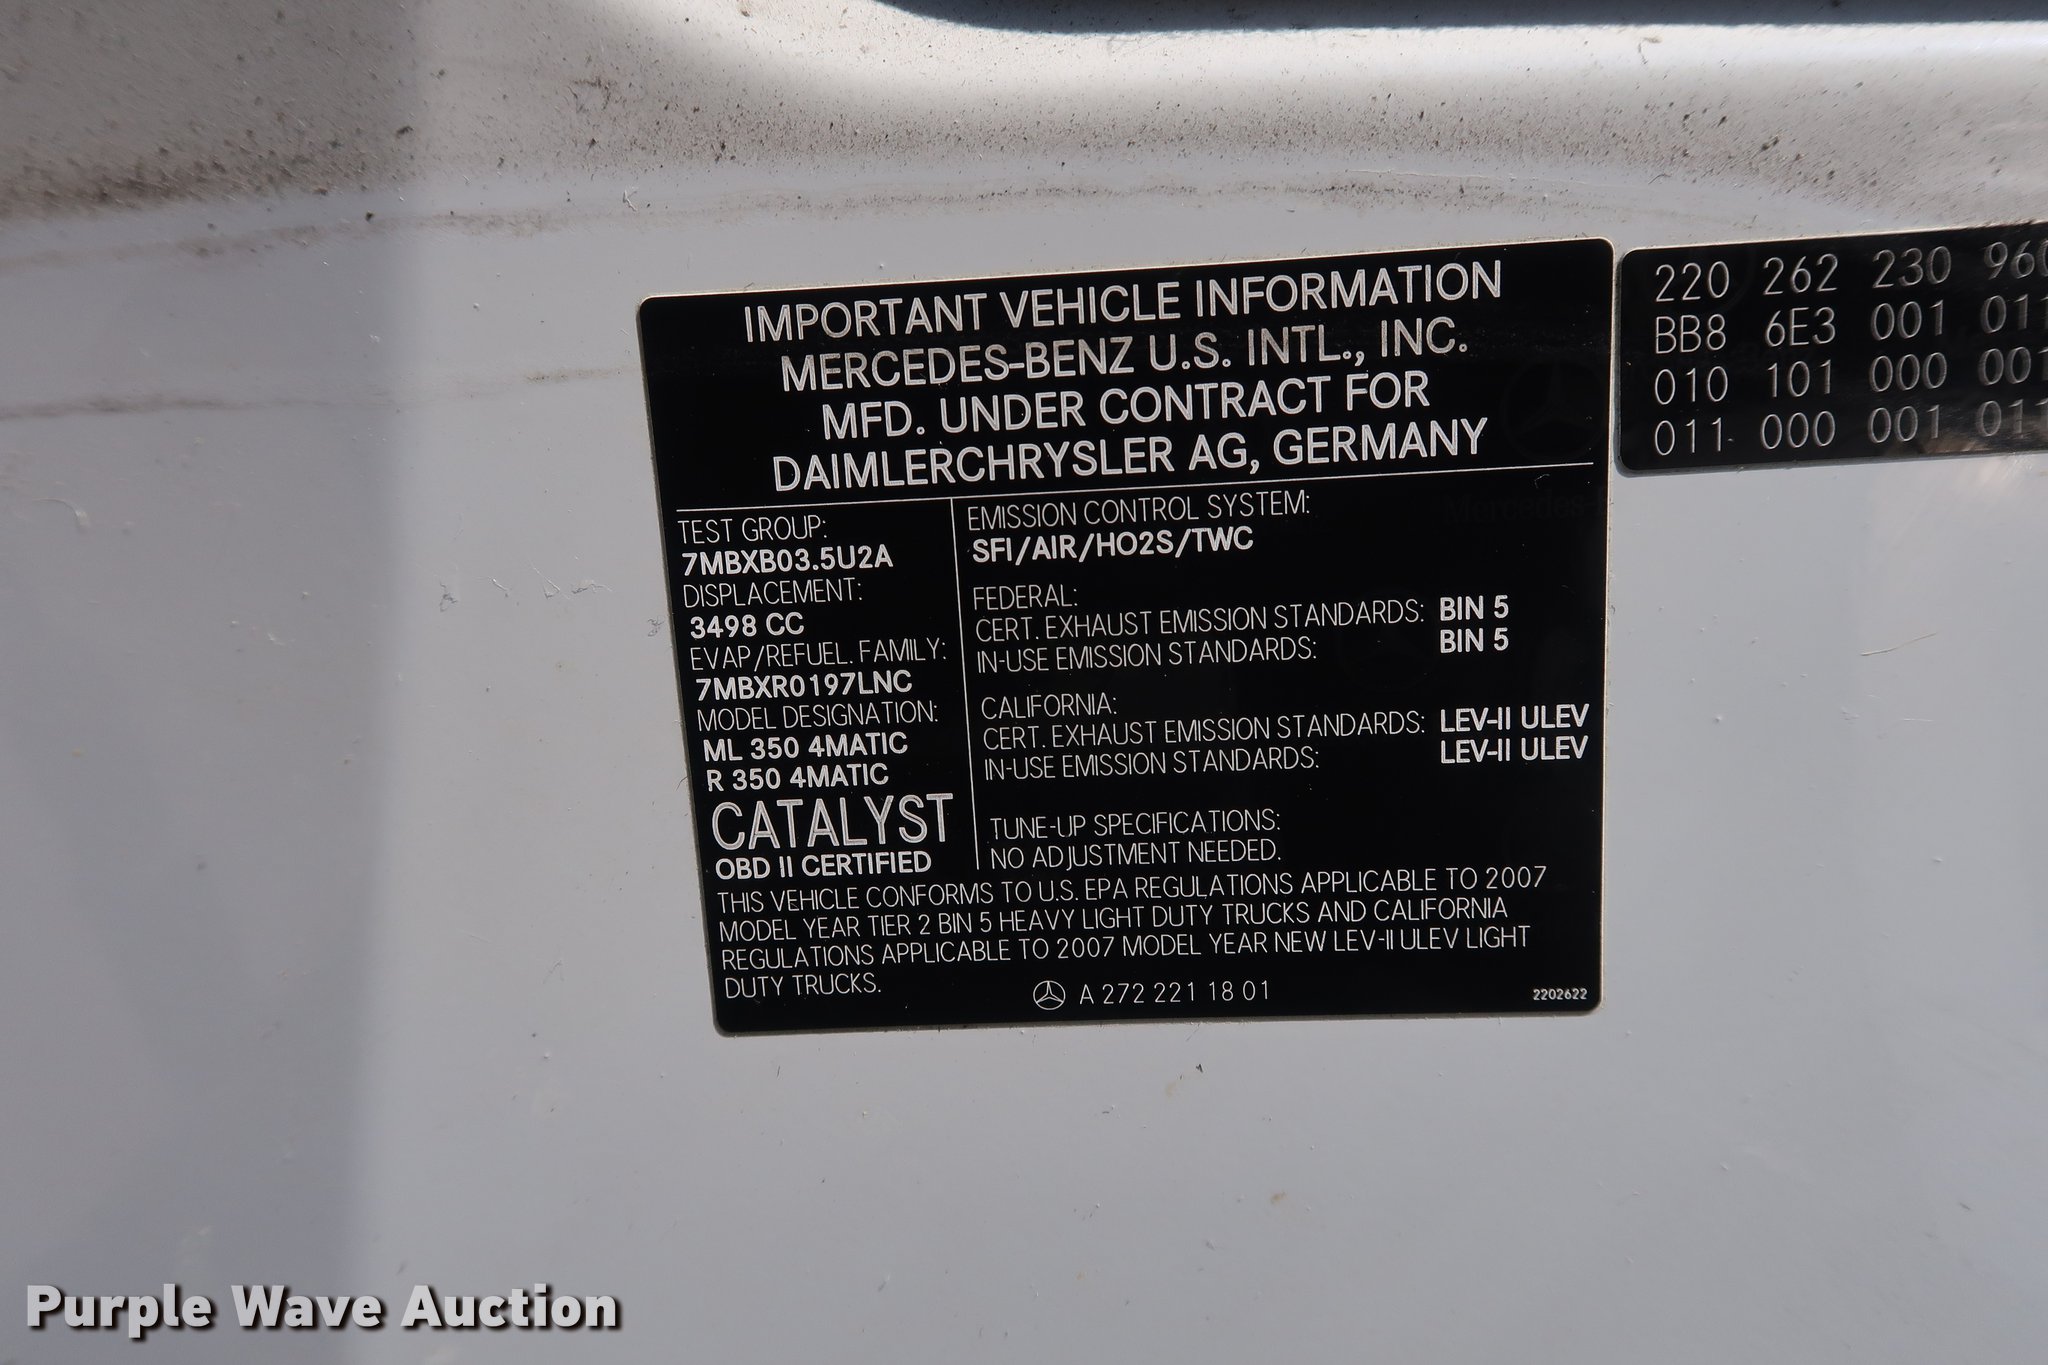 IMPORTANT VEHICLE INFORMATION
MERCEDES-BENZ U.S. INTL., INC.
MFD. UNDER CONTRACT FOR
DAIMLERCHRYSLER AG, GERMANY
TEST GROUP:
7MBXB03.5U2A
DISPLACEMENT:
3498 CC
EVAP/REFUEL. FAMILY:
7MBXR0197LNC
MODEL DESIGNATION:
ML 350 4MATIC
R 350 4MATIC
CATALYST
OBD II CERTIFIED
EMISSION CONTROL SYSTEM:
SFI/AIR/HO2S/TWC
FEDERAL:
CERT. EXHAUST EMISSION STANDARDS: BIN 5
IN-USE EMISSION STANDARDS: BIN 5
CALIFORNIA:
CERT. EXHAUST EMISSION STANDARDS: LEV-II ULEV
IN-USE EMISSION STANDARDS: LEV-II ULEV
TUNE-UP SPECIFICATIONS:
NO ADJUSTMENT NEEDED.
THIS VEHICLE CONFORMS TO U.S. EPA REGULATIONS APPLICABLE TO 2007
MODEL YEAR TIER 2 BIN 5 HEAVY LIGHT DUTY TRUCKS AND CALIFORNIA
REGULATIONS APPLICABLE TO 2007 MODEL YEAR NEW LEV-II ULEV LIGHT
DUTY TRUCKS.
A 272 221 18 01
2202622
220 262 230 960
BB8 6E3 001 011
010 101 000 001
011 000 001 011
Purple Wave Auction